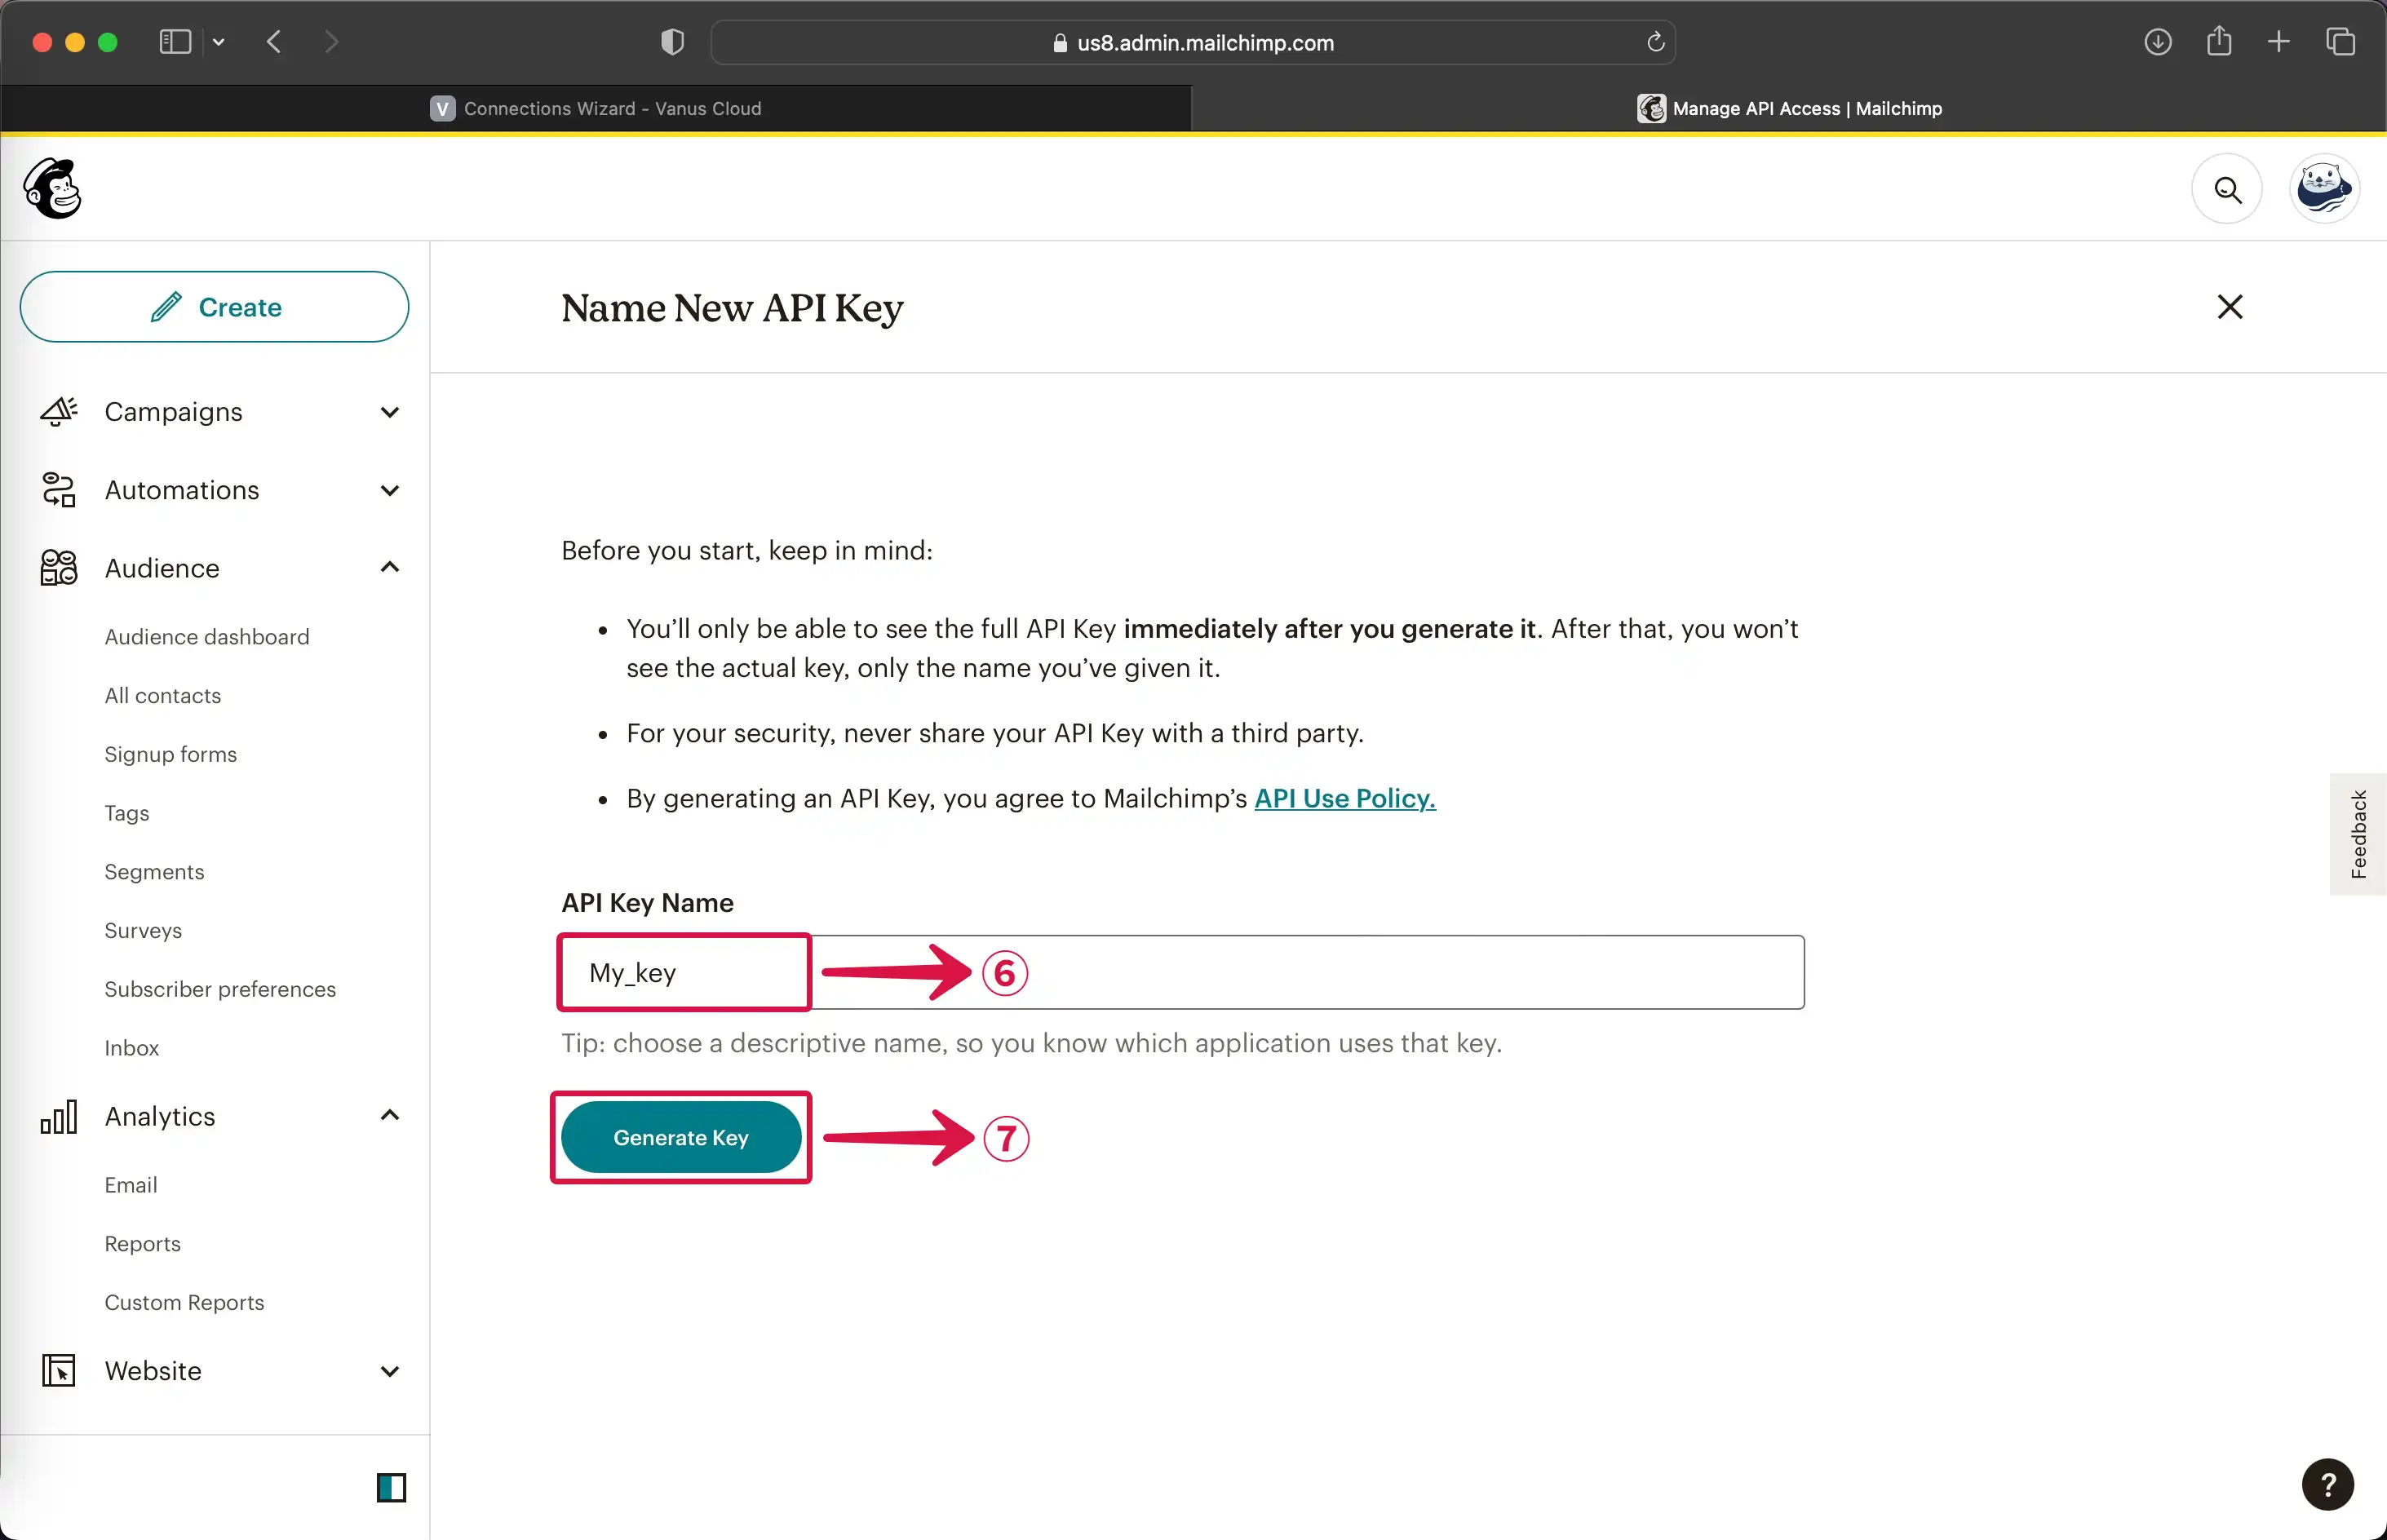 us8.admin.mailchimp.com
V Connections Wizard - Vanus Cloud
Manage API Access | Mailchimp
Create
Name New API Key
Campaigns
Automations
Audience
Audience dashboard
All contacts
Signup forms
Tags
Segments
Surveys
Subscriber preferences
Inbox
Analytics
Email
Reports
Custom Reports
Website
Before you start, keep in mind:
• You’ll only be able to see the full API Key immediately after you generate it. After that, you won’t
see the actual key, only the name you’ve given it.
• For your security, never share your API Key with a third party.
• By generating an API Key, you agree to Mailchimp’s API Use Policy.
API Key Name
My_key
⑥
Tip: choose a descriptive name, so you know which application uses that key.
Generate Key
⑦
Feedback
?